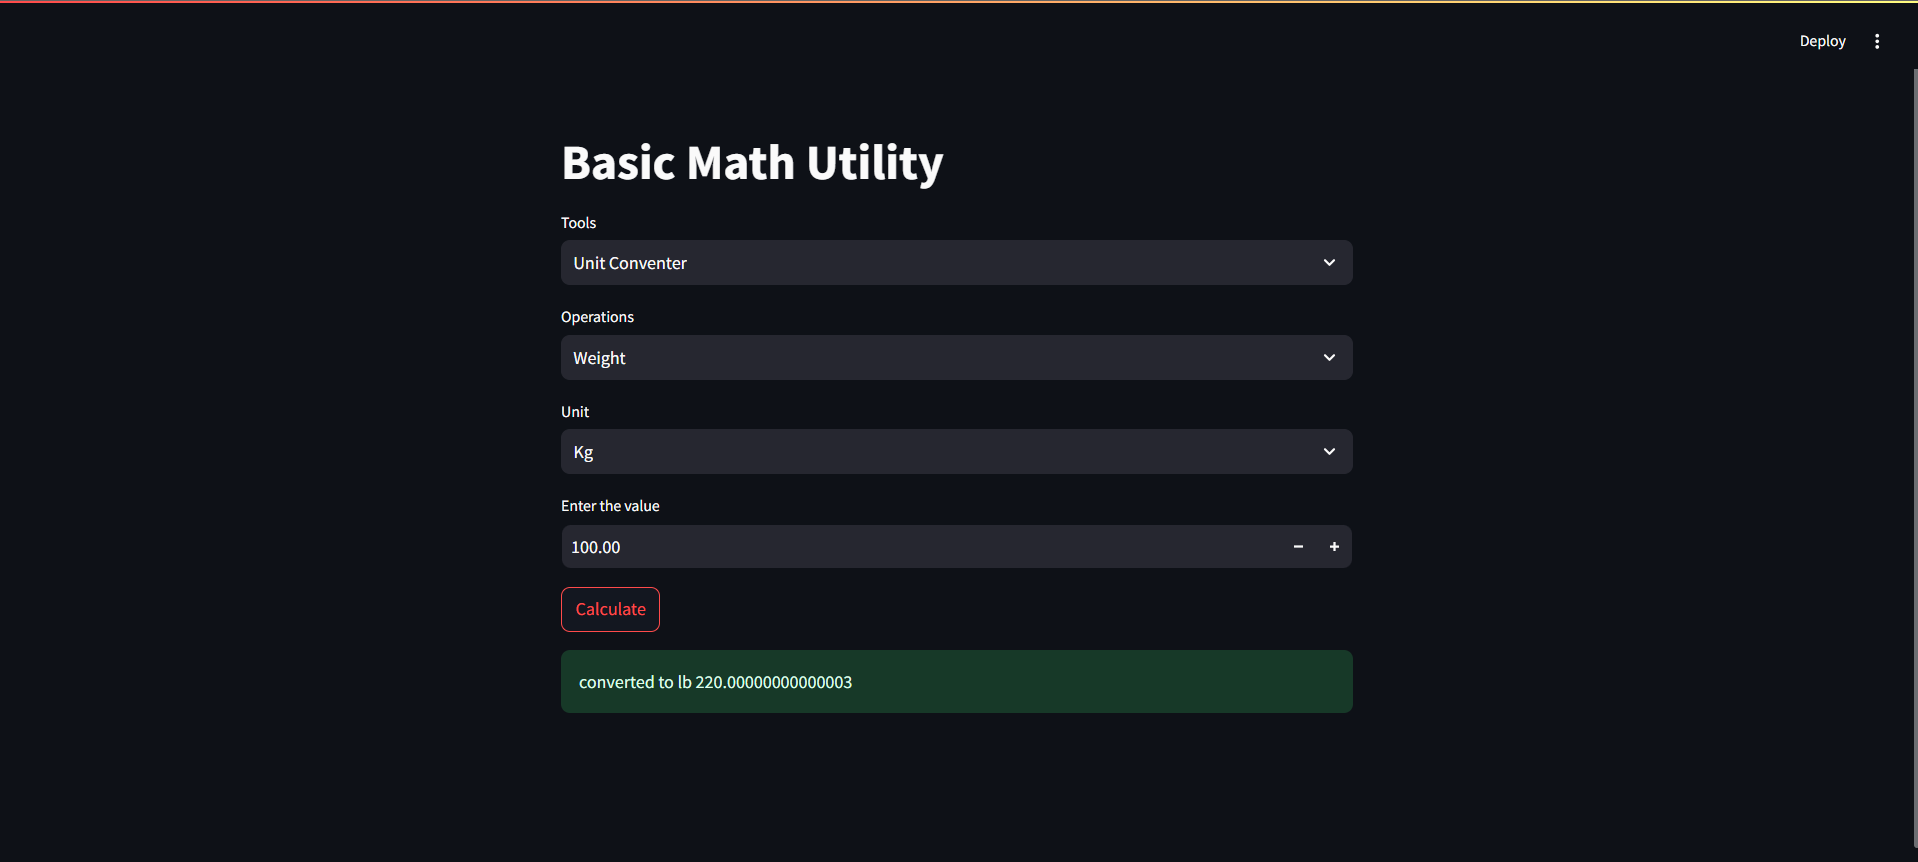 Deploy
Basic Math Utility
Tools
Unit Conventer
Operations
Weight
Unit
Kg
Enter the value
100.00
Calculate
converted to lb 220.00000000000003